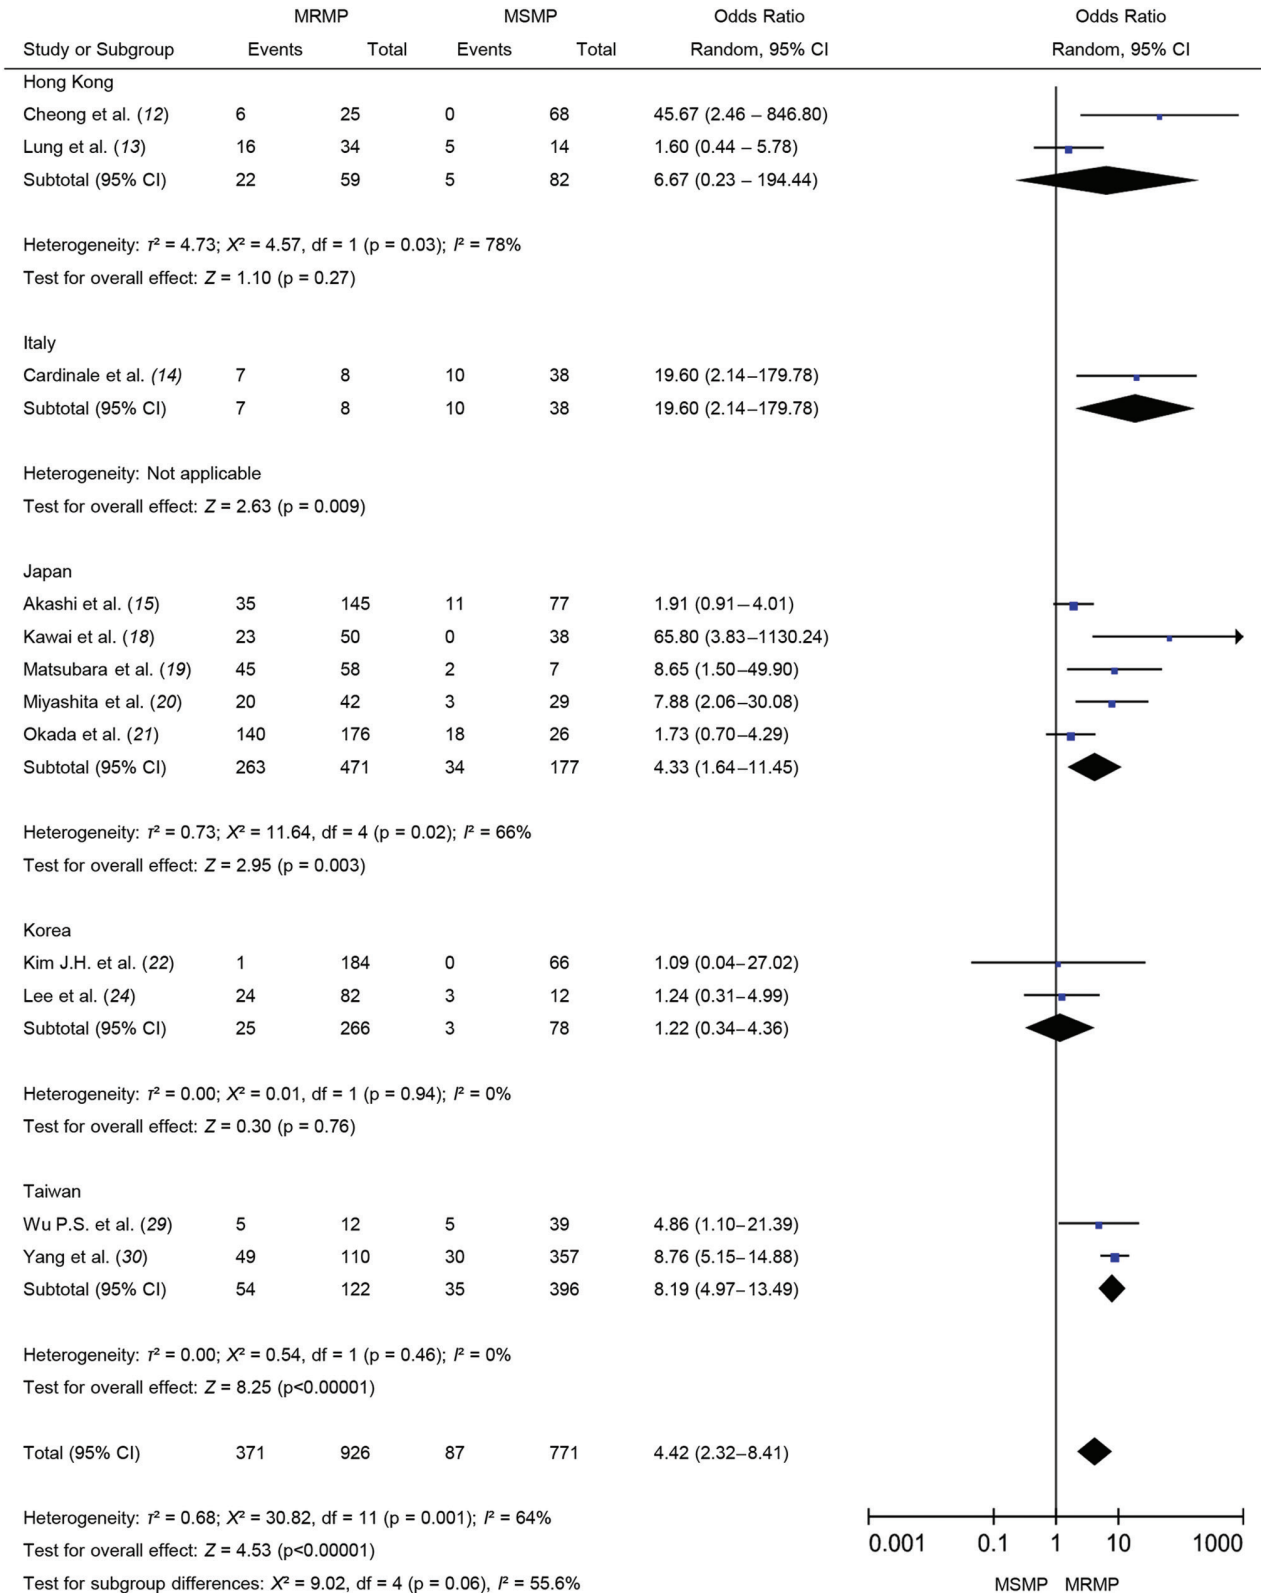 MRMP MSMP Odds Ratio Odds Ratio
Study or Subgroup Events Total Events Total Random, 95% CI Random, 95% CI
Hong Kong
Cheong et al. (12) 6 25 0 68 45.67 (2.46 – 846.80)
Lung et al. (13) 16 34 5 14 1.60 (0.44 – 5.78)
Subtotal (95% CI) 22 59 5 82 6.67 (0.23 – 194.44)
Heterogeneity: τ² = 4.73; X² = 4.57, df = 1 (p = 0.03); I² = 78%
Test for overall effect: Z = 1.10 (p = 0.27)
Italy
Cardinale et al. (14) 7 8 10 38 19.60 (2.14–179.78)
Subtotal (95% CI) 7 8 10 38 19.60 (2.14–179.78)
Heterogeneity: Not applicable
Test for overall effect: Z = 2.63 (p = 0.009)
Japan
Akashi et al. (15) 35 145 11 77 1.91 (0.91–4.01)
Kawai et al. (18) 23 50 0 38 65.80 (3.83–1130.24)
Matsubara et al. (19) 45 58 2 7 8.65 (1.50–49.90)
Miyashita et al. (20) 20 42 3 29 7.88 (2.06–30.08)
Okada et al. (21) 140 176 18 26 1.73 (0.70–4.29)
Subtotal (95% CI) 263 471 34 177 4.33 (1.64–11.45)
Heterogeneity: τ² = 0.73; X² = 11.64, df = 4 (p = 0.02); I² = 66%
Test for overall effect: Z = 2.95 (p = 0.003)
Korea
Kim J.H. et al. (22) 1 184 0 66 1.09 (0.04–27.02)
Lee et al. (24) 24 82 3 12 1.24 (0.31–4.99)
Subtotal (95% CI) 25 266 3 78 1.22 (0.34–4.36)
Heterogeneity: τ² = 0.00; X² = 0.01, df = 1 (p = 0.94); I² = 0%
Test for overall effect: Z = 0.30 (p = 0.76)
Taiwan
Wu P.S. et al. (29) 5 12 5 39 4.86 (1.10–21.39)
Yang et al. (30) 49 110 30 357 8.76 (5.15–14.88)
Subtotal (95% CI) 54 122 35 396 8.19 (4.97–13.49)
Heterogeneity: τ² = 0.00; X² = 0.54, df = 1 (p = 0.46); I² = 0%
Test for overall effect: Z = 8.25 (p<0.00001)
Total (95% CI) 371 926 87 771 4.42 (2.32–8.41)
Heterogeneity: τ² = 0.68; X² = 30.82, df = 11 (p = 0.001); I² = 64%
Test for overall effect: Z = 4.53 (p<0.00001)
Test for subgroup differences: X² = 9.02, df = 4 (p = 0.06), I² = 55.6%
0.001 0.1 1 10 1000
MSMP MRMP